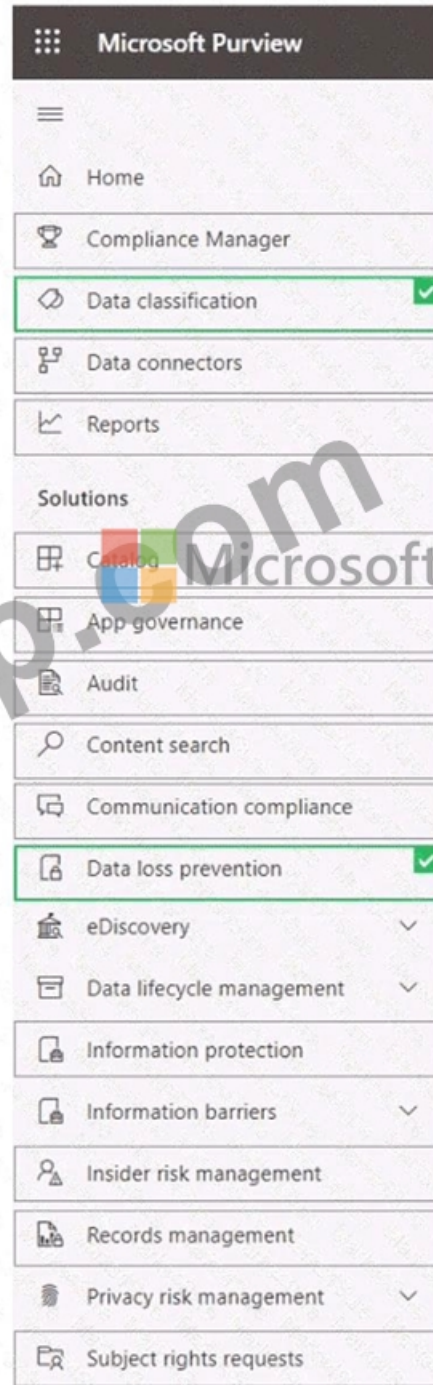 Microsoft Purview
Home
Compliance Manager
Data classification
Data connectors
Reports
Solutions
Catalog
Microsoft
App governance
Audit
Content search
Communication compliance
Data loss prevention
eDiscovery
Data lifecycle management
Information protection
Information barriers
Insider risk management
Records management
Privacy risk management
Subject rights requests
p.com